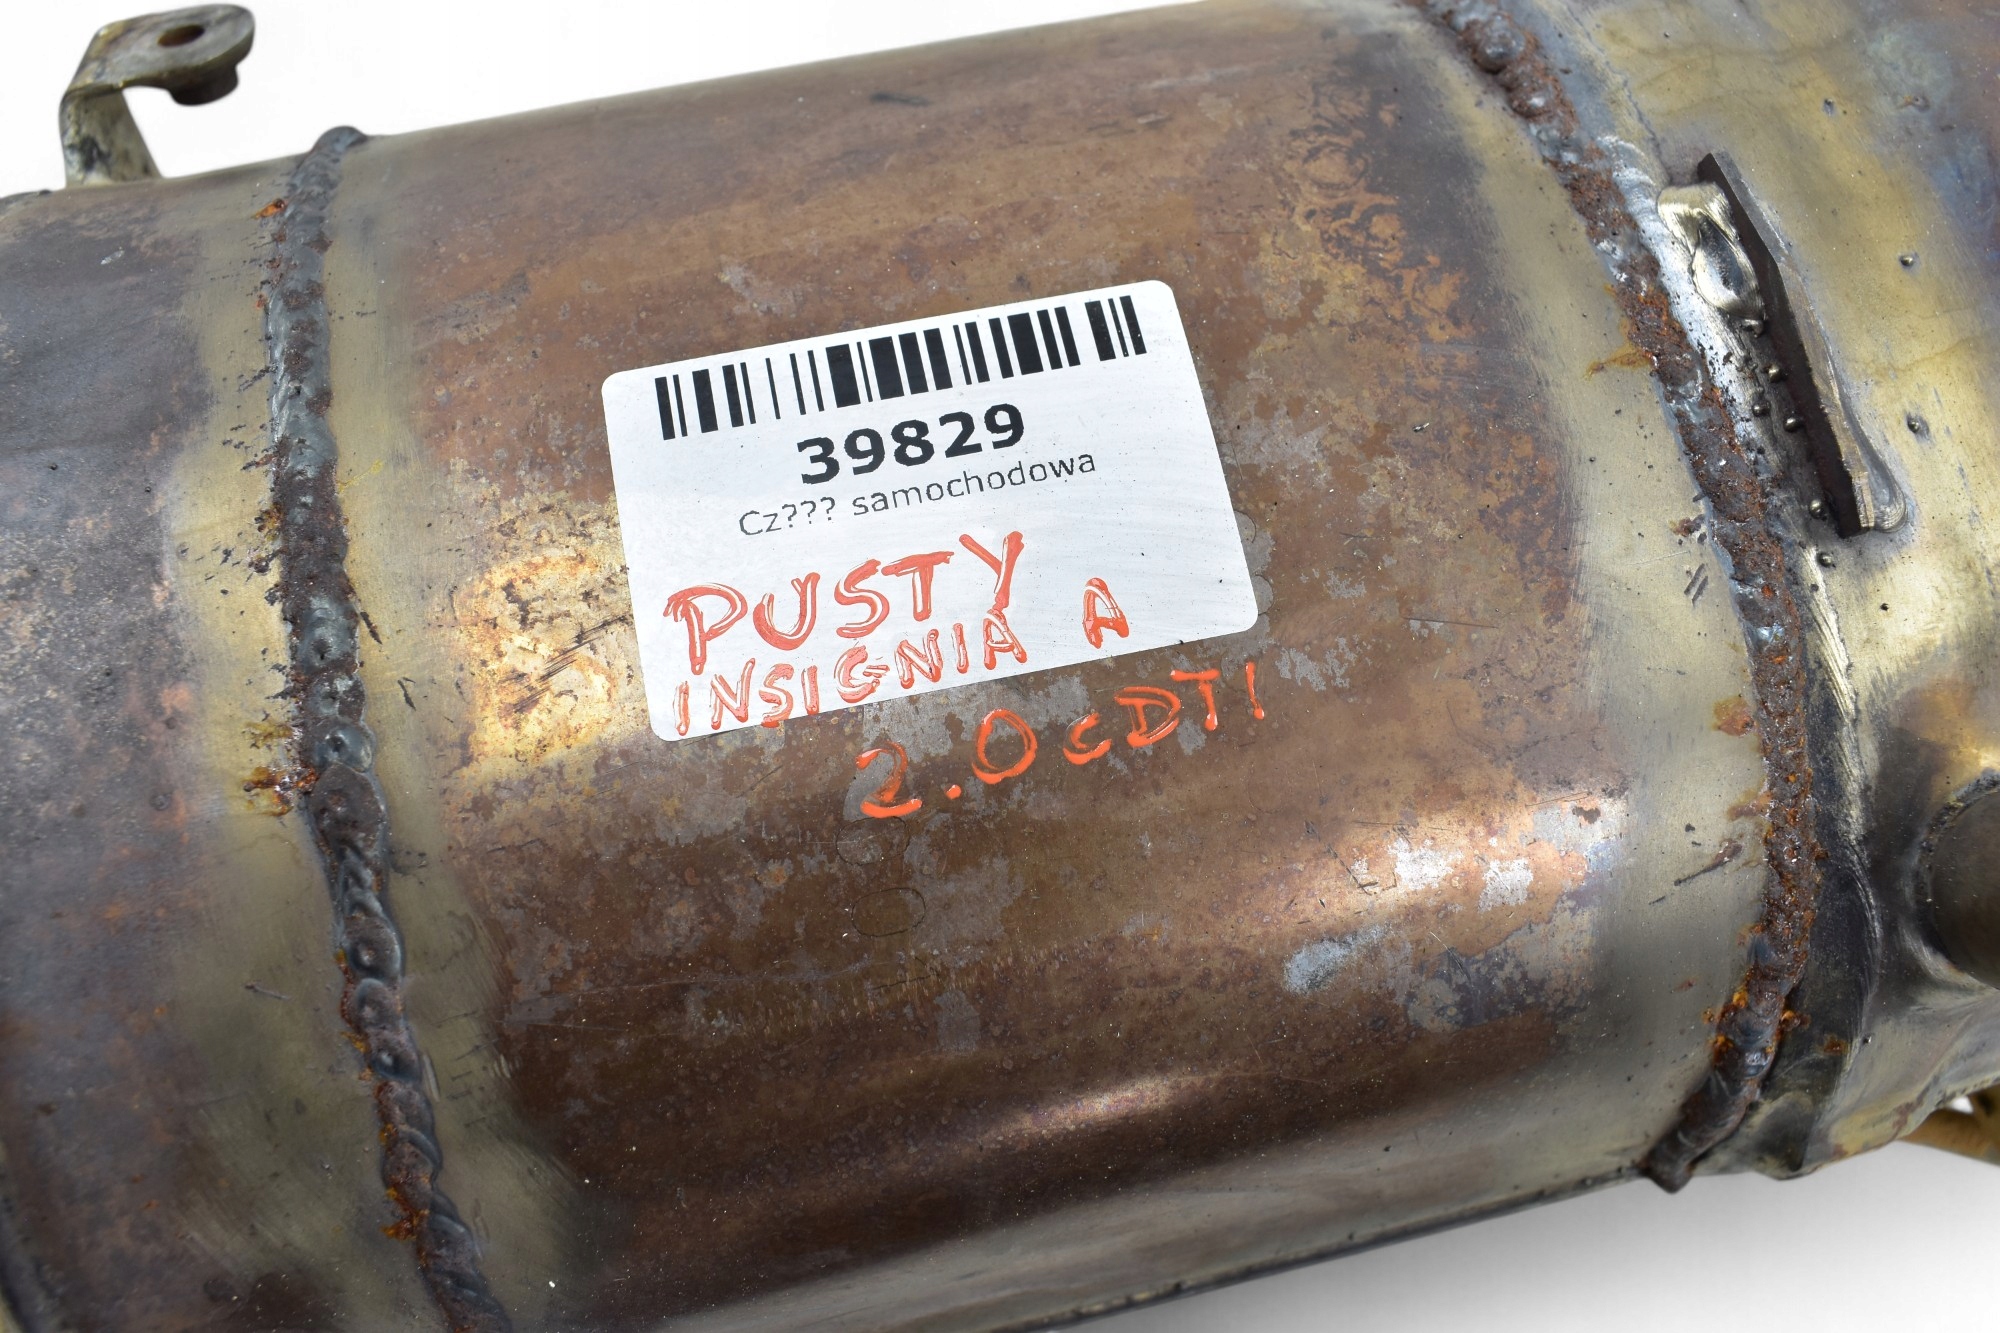 39829
Cz??? samochodowa
PUSTY
INSIGNIA A
2.0 CDTI